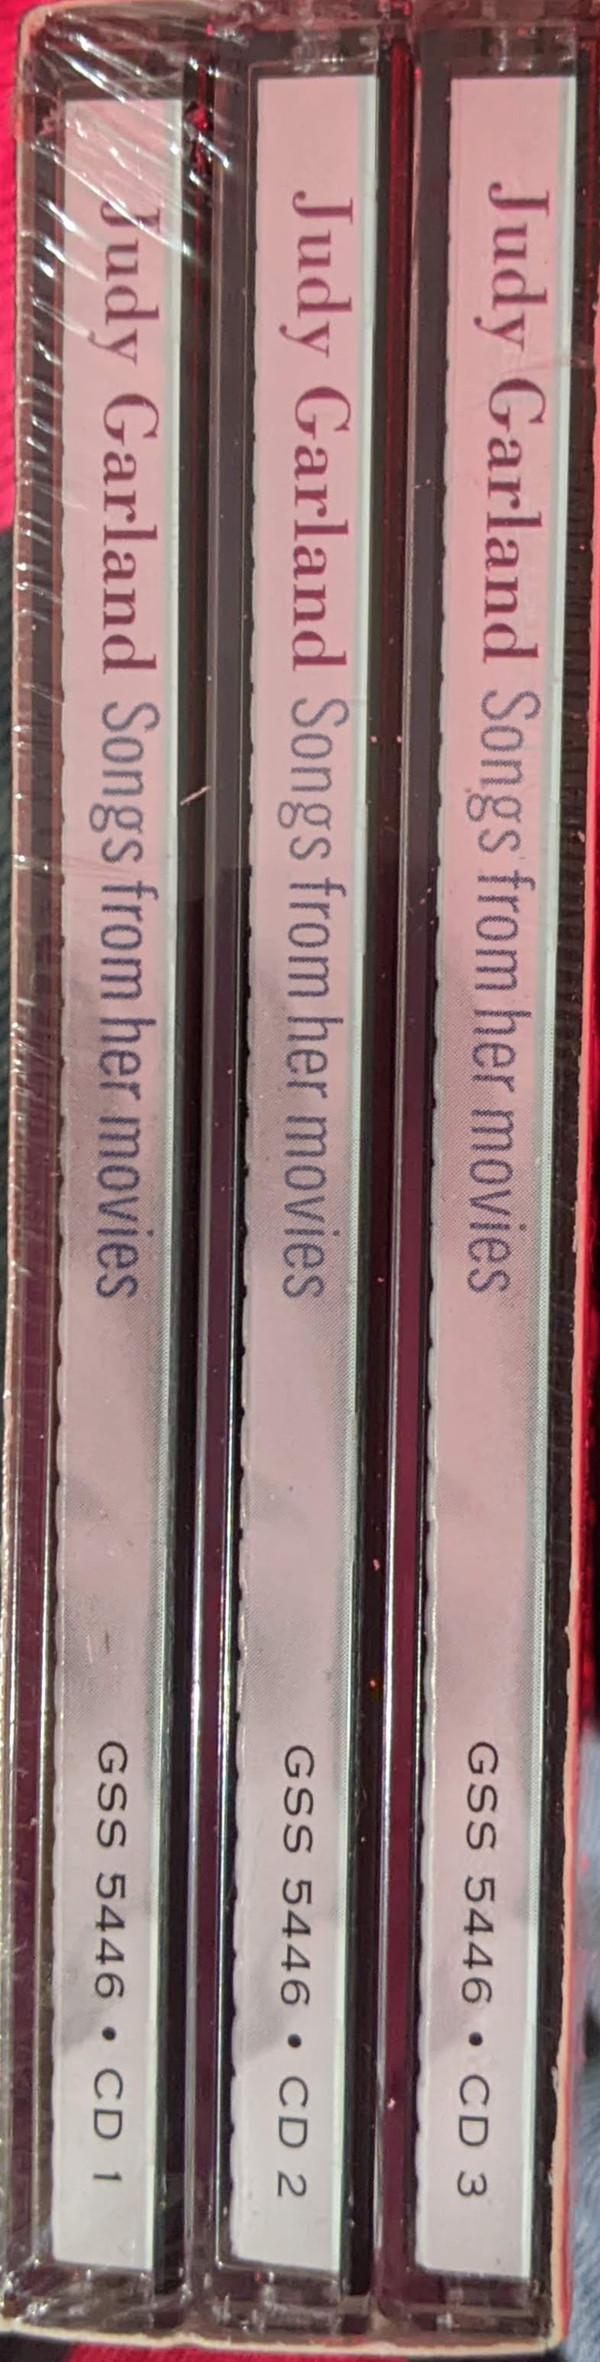 Judy Garland Songs from her movies GSS 5446 • CD 1
Judy Garland Songs from her movies GSS 5446 • CD 2
Judy Garland Songs from her movies GSS 5446 • CD 3